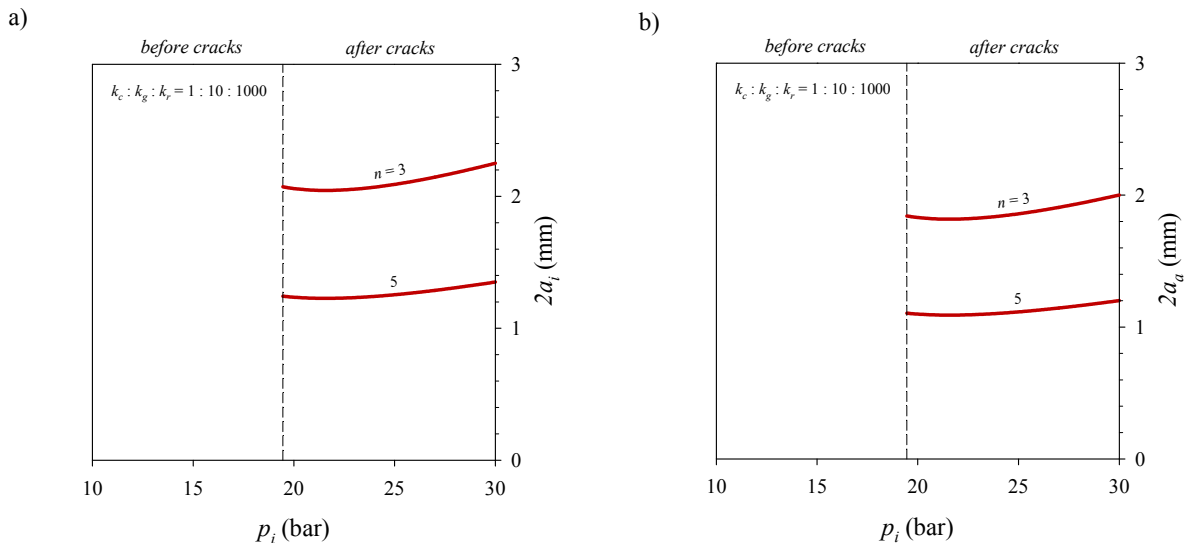 a)
before cracks after cracks
k_c : k_g : k_r = 1 : 10 : 1000
n = 3
5
3
2
1
0
2a_i (mm)
10 15 20 25 30
p_i (bar)
b)
before cracks after cracks
k_c : k_g : k_r = 1 : 10 : 1000
n = 3
5
3
2
1
0
2a_a (mm)
10 15 20 25 30
p_i (bar)